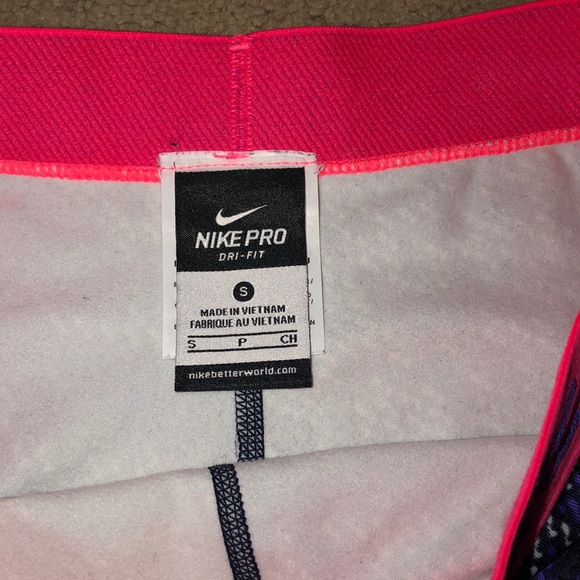 NIKE PRO
DRI-FIT
S
MADE IN VIETNAM
FABRIQUE AU VIETNAM
S P CH
nikebetterworld.com